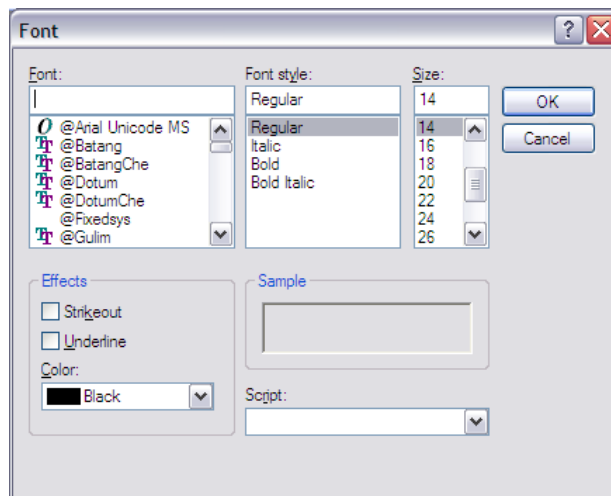 Font
Font: Font style: Size:
Regular 14
OK
Cancel
@Arial Unicode MS
@Batang
@BatangChe
@Dotum
@DotumChe
@Fixedsys
@Gulim
Regular
Italic
Bold
Bold Italic
14
16
18
20
22
24
26
Effects
Strikeout
Underline
Color:
Black
Sample
Script: